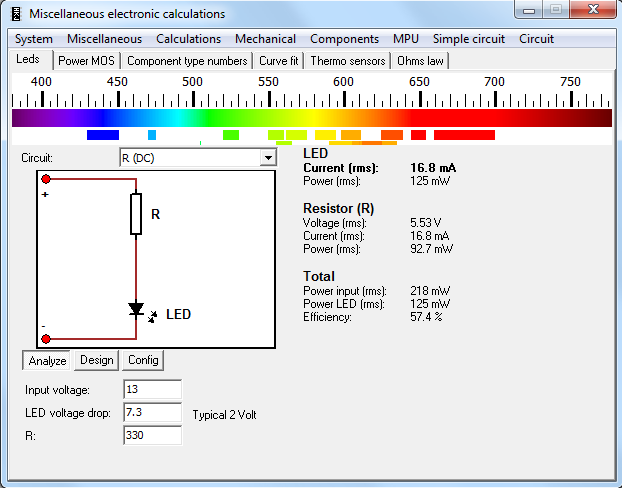 Miscellaneous electronic calculations
System Miscellaneous Calculations Mechanical Components MPU Simple circuit Circuit
Leds Power MOS Component type numbers Curve fit Thermo sensors Ohms law
400 450 500 550 600 650 700 750
Circuit: R (DC)
+
R
LED
-
LED
Current (rms): 16.8 mA
Power (rms): 125 mW
Resistor (R)
Voltage (rms): 5.53 V
Current (rms): 16.8 mA
Power (rms): 92.7 mW
Total
Power input (rms): 218 mW
Power LED (rms): 125 mW
Efficiency: 57.4 %
Analyze Design Config
Input voltage: 13
LED voltage drop: 7.3 Typical 2 Volt
R: 330